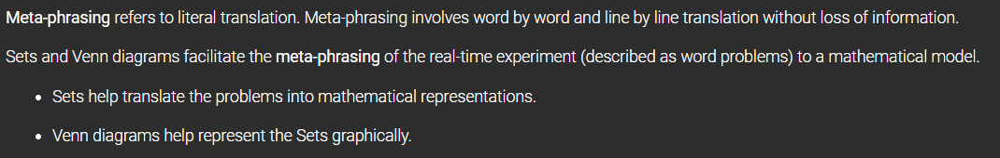 Meta-phrasing refers to literal translation. Meta-phrasing involves word by word and line by line translation without loss of information.
Sets and Venn diagrams facilitate the meta-phrasing of the real-time experiment (described as word problems) to a mathematical model.
• Sets help translate the problems into mathematical representations.
• Venn diagrams help represent the Sets graphically.